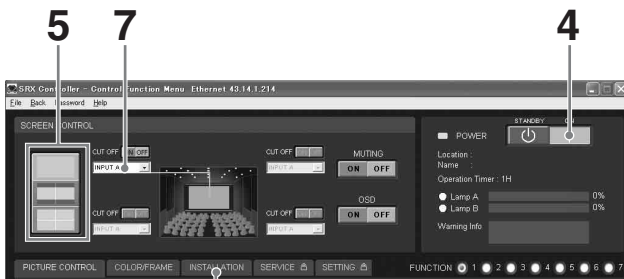 5 7 4
SRX Controller - Control Function Menu Ethernet 43.14.1.214
File Back Password Help
SCREEN CONTROL
CUT OFF ON OFF
INPUT A
CUT OFF
INPUT A
MUTING
ON OFF
CUT OFF
INPUT A
CUT OFF
INPUT A
OSD
ON OFF
STANDBY ON
POWER
Location :
Name :
Operation Timer : 1H
Lamp A 0%
Lamp B 0%
Warning Info
PICTURE CONTROL COLOR/FRAME INSTALLATION SERVICE SETTING FUNCTION 1 2 3 4 5 6 7